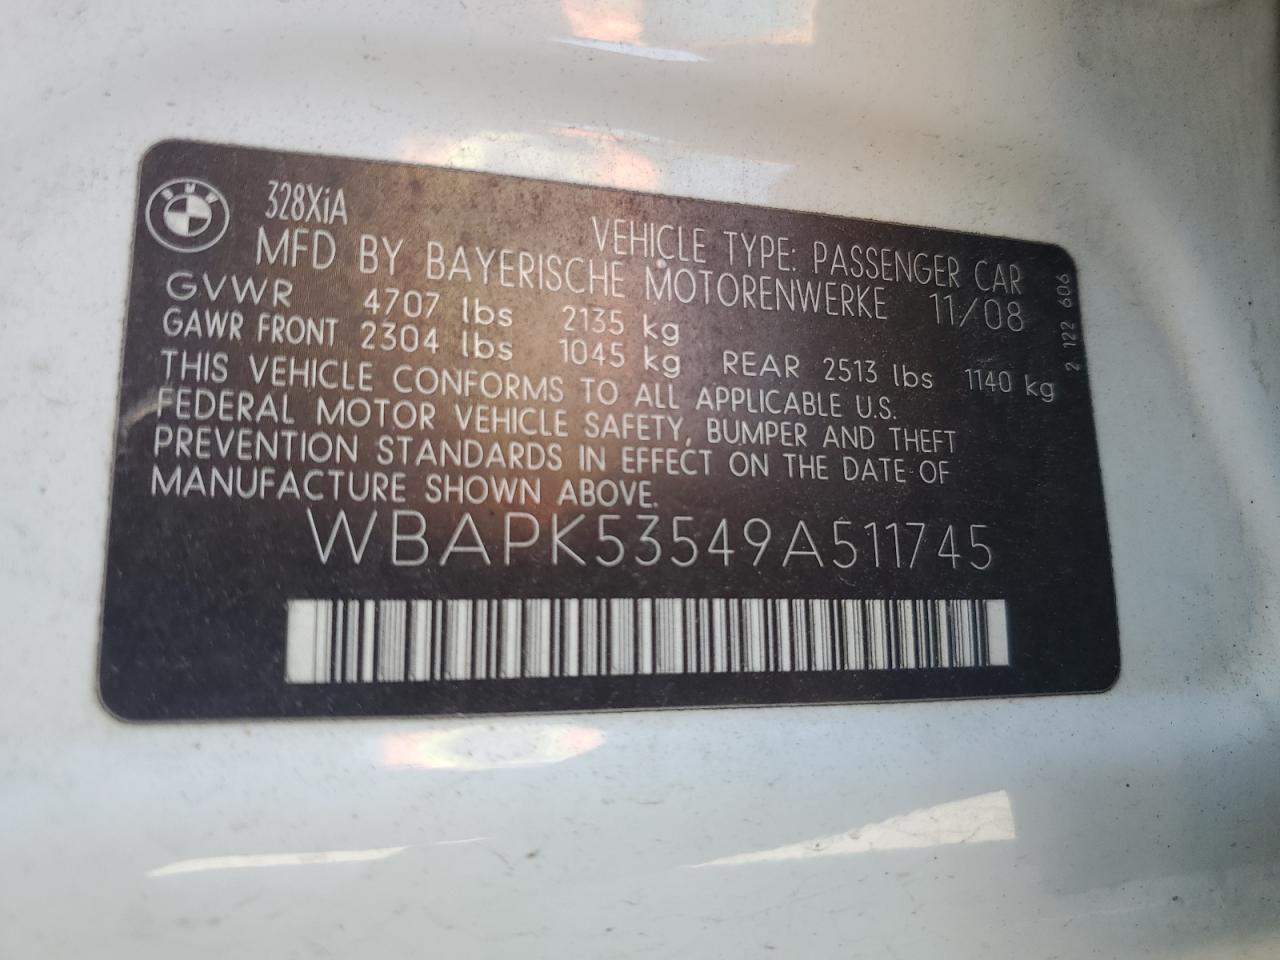 BMW
328XiA
VEHICLE TYPE: PASSENGER CAR
MFD BY BAYERISCHE MOTORENWERKE 11/08
GVWR 4707 lbs 2135 kg
GAWR FRONT 2304 lbs 1045 kg REAR 2513 lbs 1140 kg
THIS VEHICLE CONFORMS TO ALL APPLICABLE U.S.
FEDERAL MOTOR VEHICLE SAFETY, BUMPER AND THEFT
PREVENTION STANDARDS IN EFFECT ON THE DATE OF
MANUFACTURE SHOWN ABOVE.
WBAPK53549A511745
2 122 606